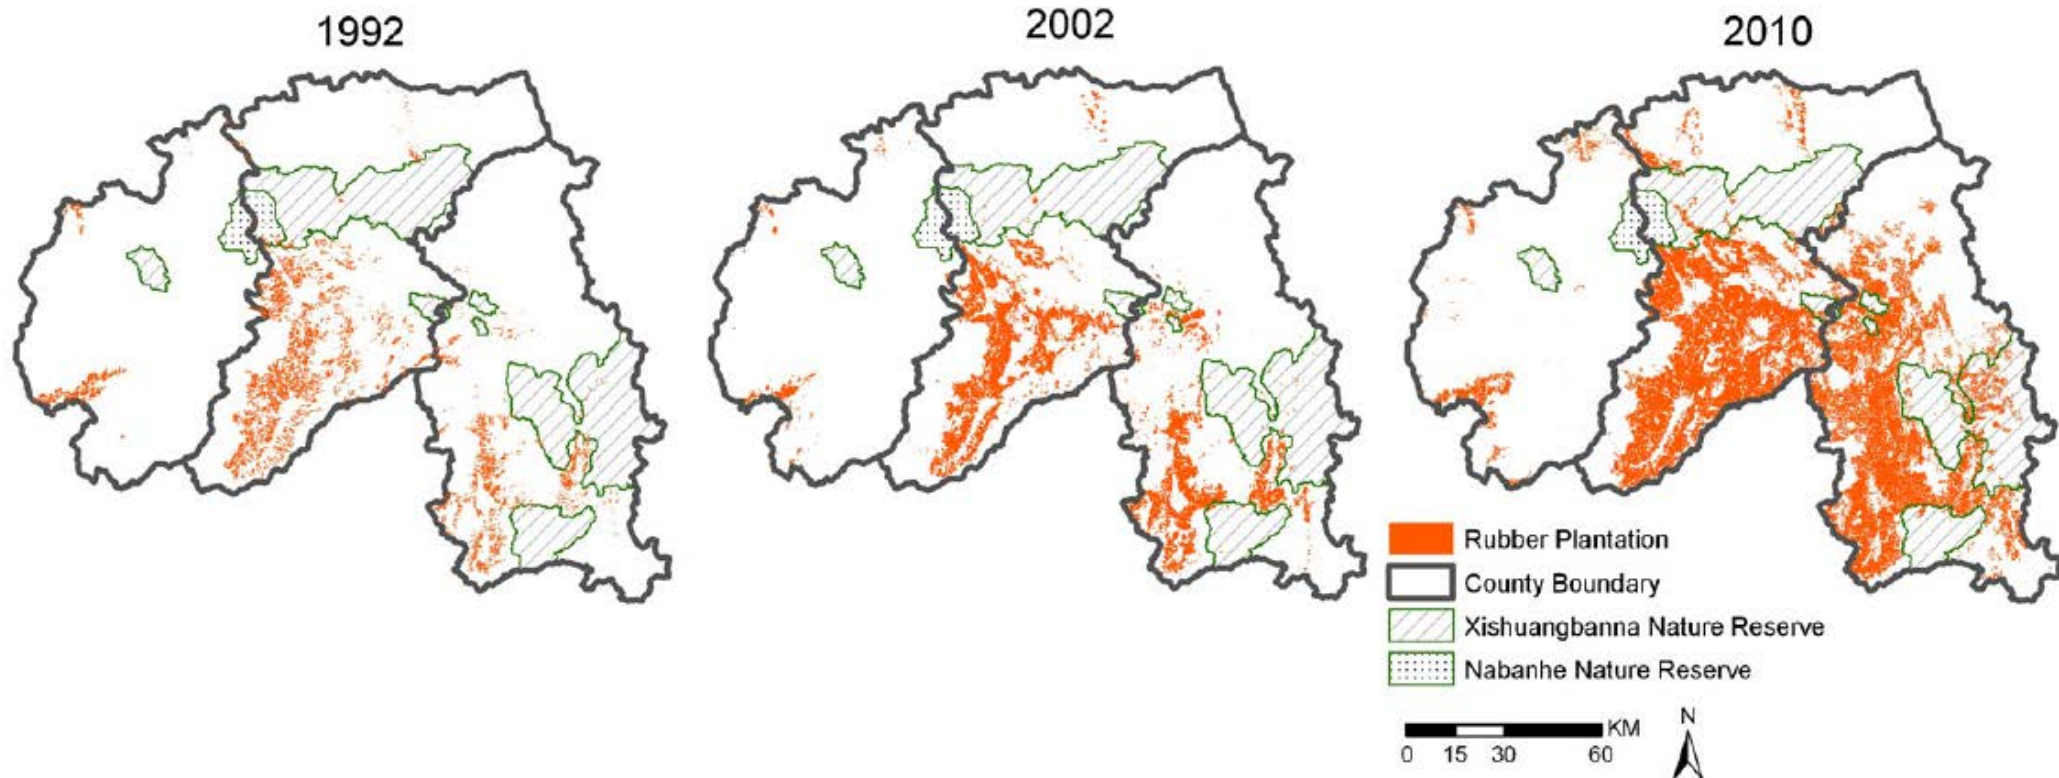 1992
2002
2010
Rubber Plantation
County Boundary
Xishuangbanna Nature Reserve
Nabanhe Nature Reserve
KM
0 15 30 60
N